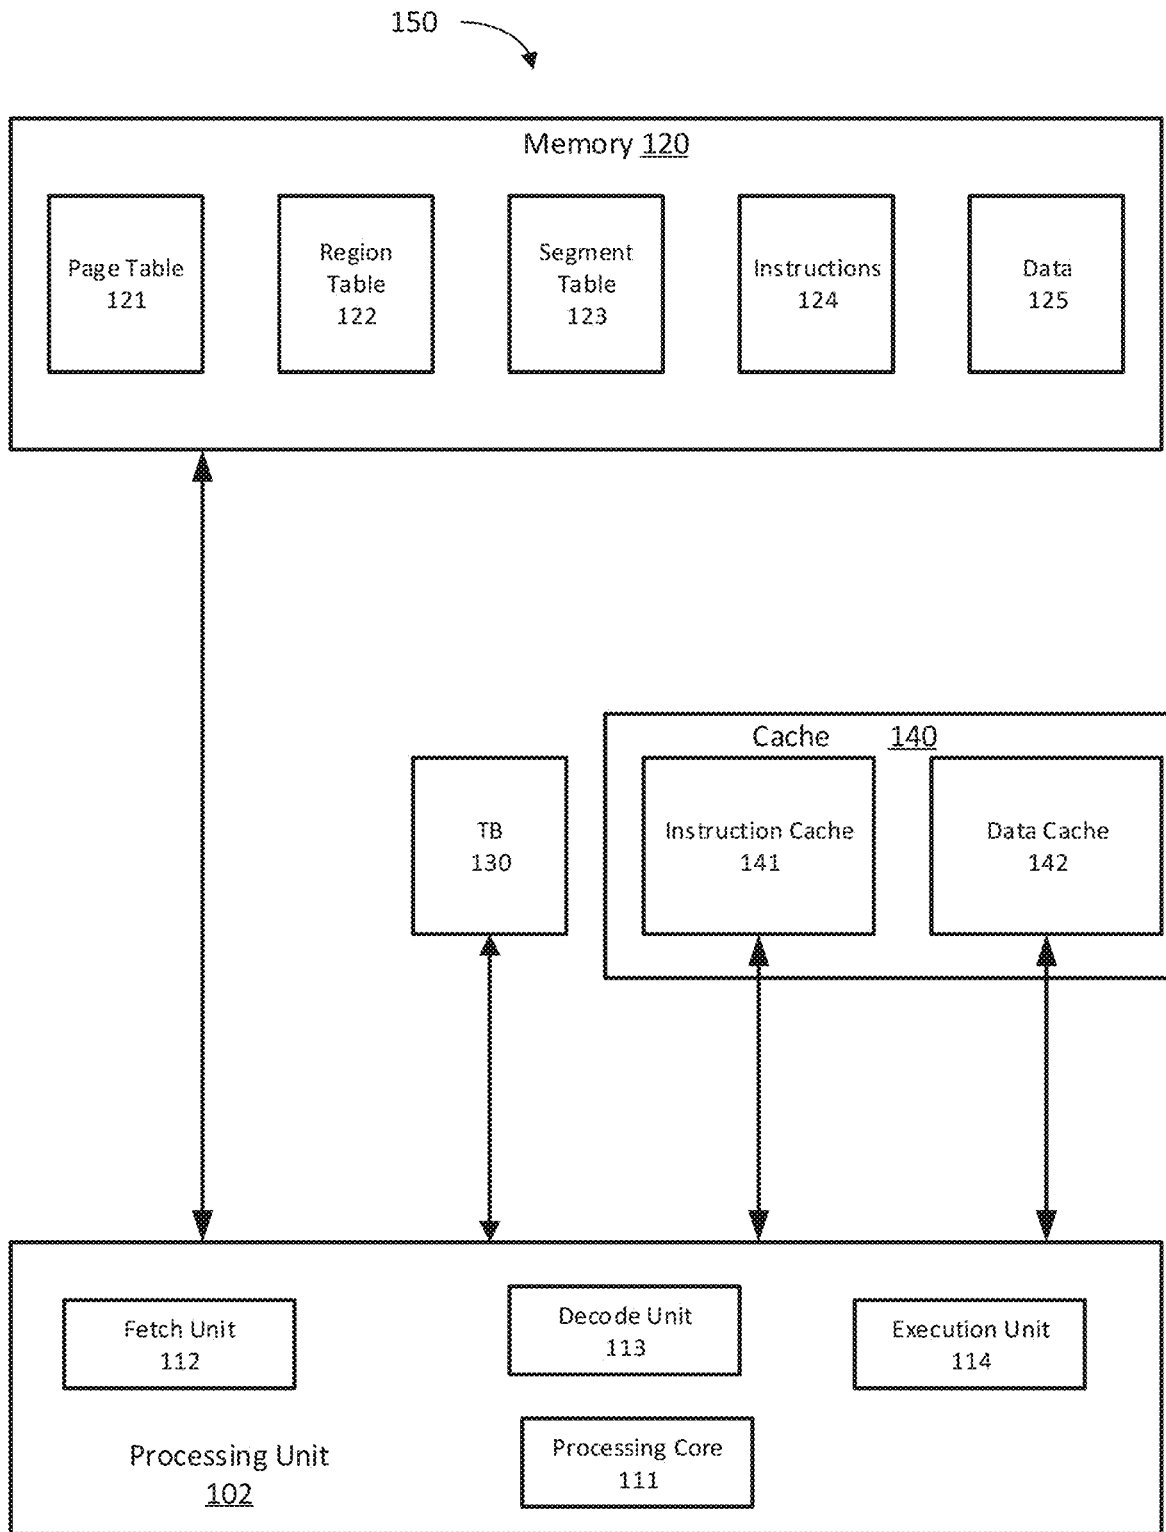 150
Memory 120
Page Table
121
Region
Table
122
Segment
Table
123
Instructions
124
Data
125
Cache 140
TB
130
Instruction Cache
141
Data Cache
142
Fetch Unit
112
Decode Unit
113
Execution Unit
114
Processing Unit
102
Processing Core
111